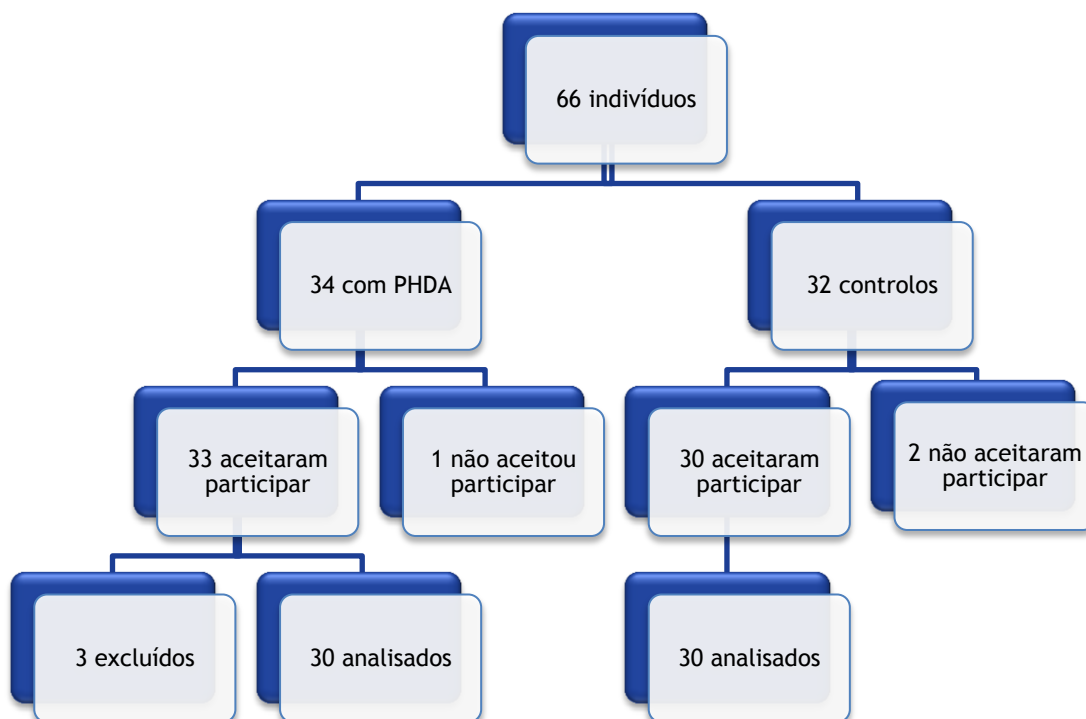 66 indivíduos
34 com PHDA
32 controlos
33 aceitaram
participar
1 não aceitou
participar
30 aceitaram
participar
2 não aceitaram
participar
3 excluídos
30 analisados
30 analisados